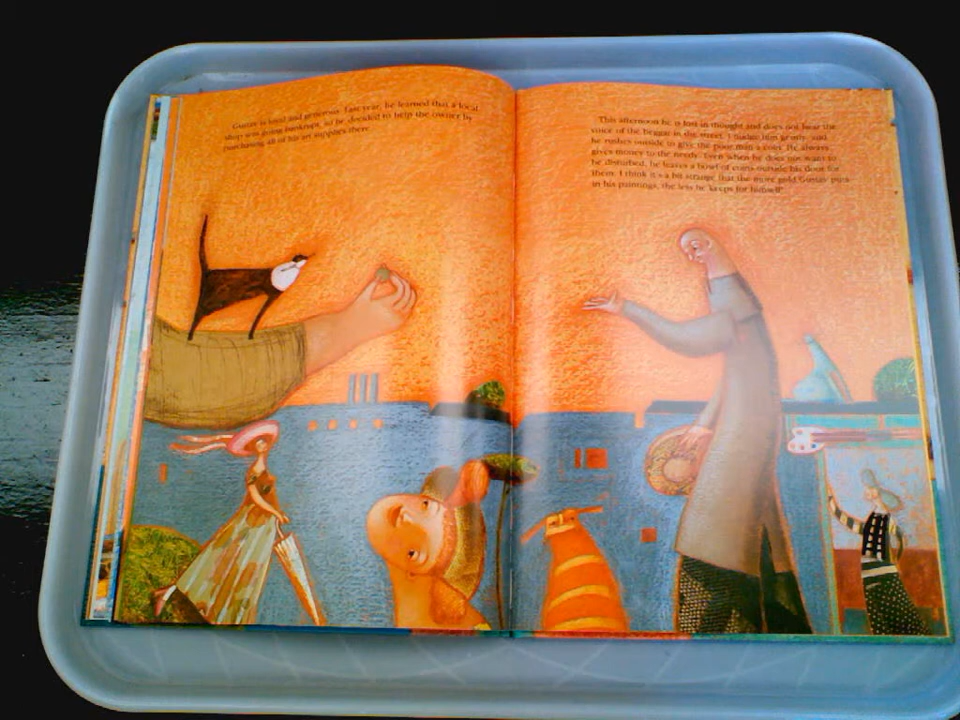 Gustav is kind and generous. Last year, he learned that a local
shop was going bankrupt, so he decided to help the owner by
purchasing all of his art supplies there.
This afternoon he is lost in thought and does not hear the
voice of the beggar in the street. I nudge him gently, and
he rushes outside to give the poor man a coin. He always
gives money to the needy. Even when he does not want to
be disturbed, he leaves a bowl of coins outside his door for
them. I think it's a bit strange that the more gold Gustav puts
in his paintings, the less he keeps for himself!